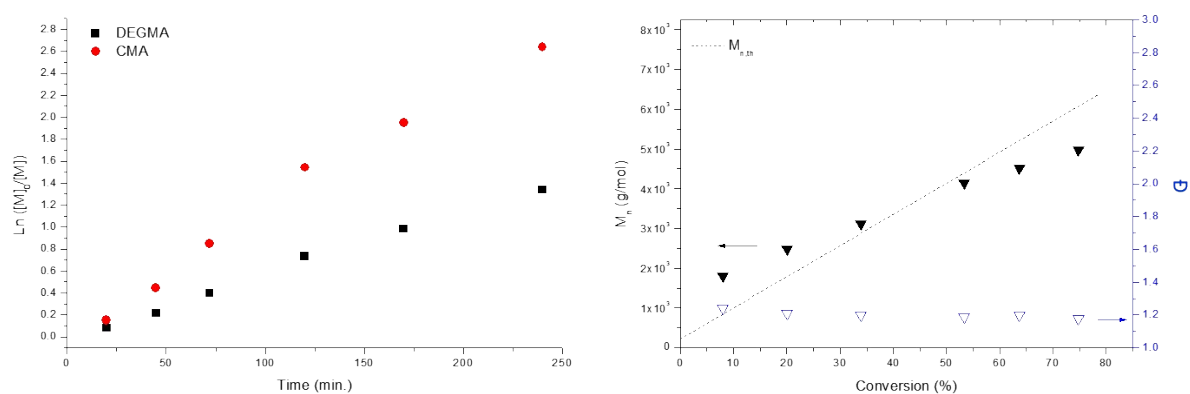 2.8
2.6
2.4
2.2
2.0
1.8
1.6
1.4
1.2
1.0
0.8
0.6
0.4
0.2
0.0
Ln ([M]₀/[M])
DEGMA
CMA
0
50
100
150
200
250
Time (min.)
8x10³
7x10³
6x10³
5x10³
4x10³
3x10³
2x10³
1x10³
0
Mₙ (g/mol)
Mn,th
0
10
20
30
40
50
60
70
80
Conversion (%)
3.0
2.8
2.6
2.4
2.2
2.0
1.8
1.6
1.4
1.2
1.0
Đ